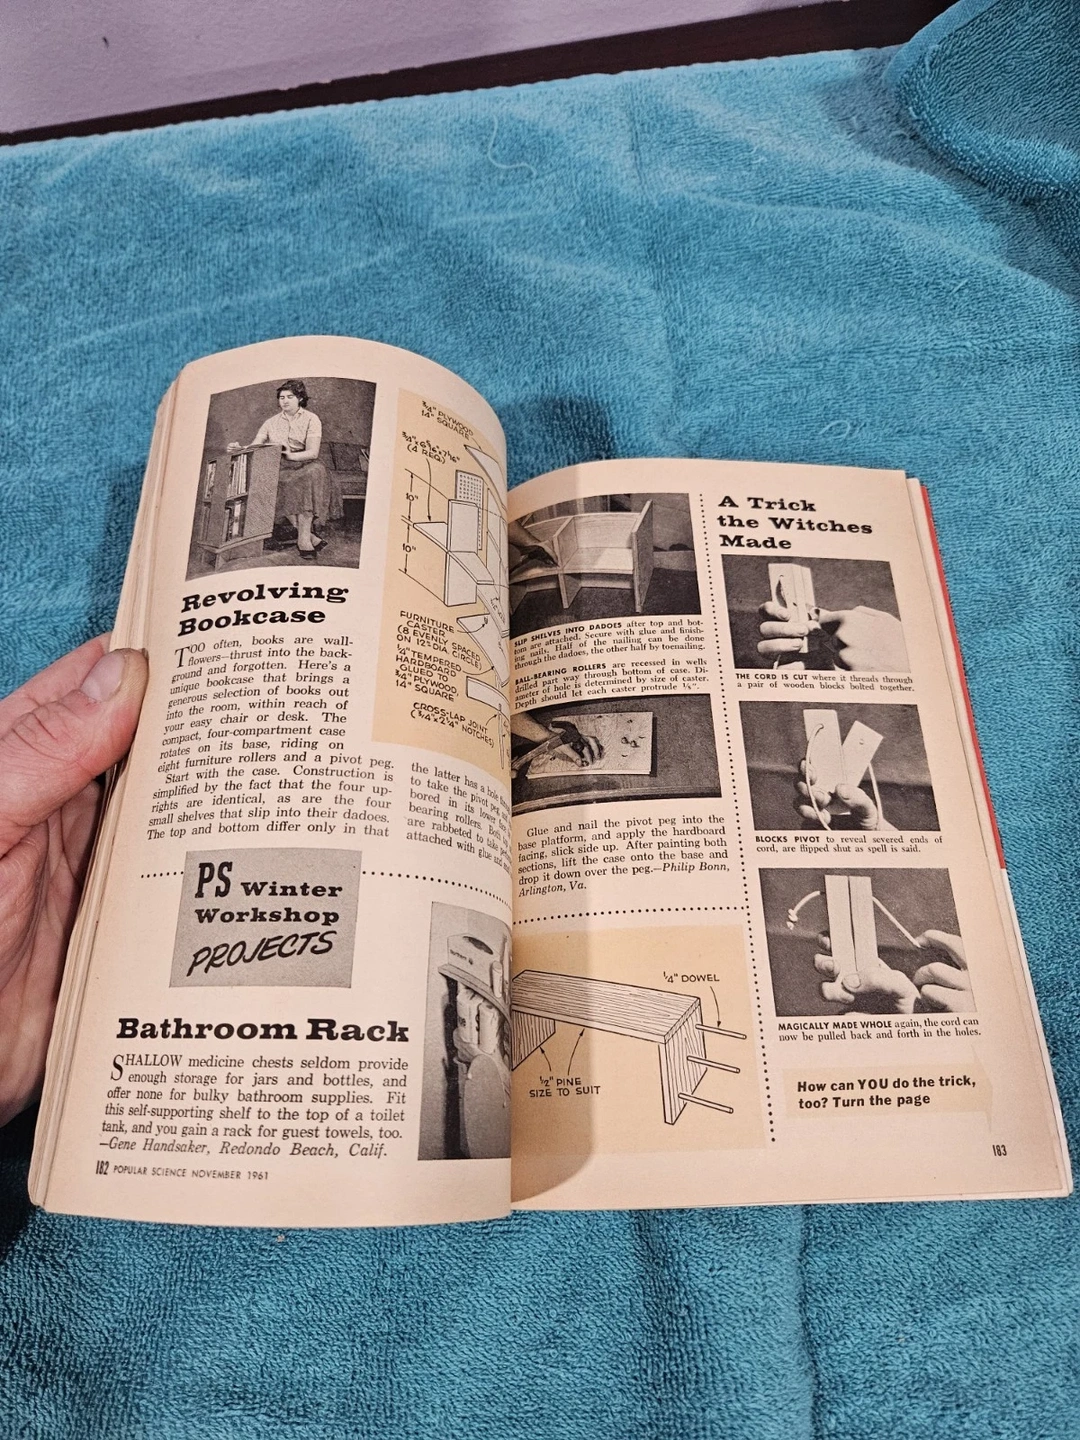 Revolving
Bookcase
TOO often, books are wall-
flowers—thrust into the back-
ground and forgotten. Here's a
unique bookcase that brings a
generous selection of books out
into the room, within reach of
your easy chair or desk. The
compact, four-compartment case
rotates on its base, riding on
eight furniture rollers and a pivot peg.
Start with the case. Construction is
simplified by the fact that the four up-
rights are identical, as are the four
small shelves that slip into their dadoes.
The top and bottom differ only in that
3/4" PLYWOOD
14" SQUARE
(4 REQ.)
10"
10"
FURNITURE
CASTER
(8 EVENLY SPACED
ON 12" DIA. CIRCLE)
1/4" TEMPERED
HARDBOARD
GLUED TO
3/4" PLYWOOD,
14" SQUARE
CROSS-LAP JOINT
(3/4"x2 1/4" NOTCHES)
the latter has a hole
to take the pivot peg
bored in its lower
bearing rollers. Both
are rabbeted to take
attached with glue and
PS Winter
Workshop
PROJECTS
Bathroom Rack
SHALLOW medicine chests seldom provide
enough storage for jars and bottles, and
offer none for bulky bathroom supplies. Fit
this self-supporting shelf to the top of a toilet
tank, and you gain a rack for guest towels, too.
—Gene Handsaker, Redondo Beach, Calif.
182 POPULAR SCIENCE NOVEMBER 1961
SLIP SHELVES INTO DADOES after top and bot-
tom are attached. Secure with glue and finish-
ing nails. Half of the nailing can be done
through the dadoes, the other half by toenailing.
BALL-BEARING ROLLERS are recessed in wells
drilled part way through bottom of case. Di-
ameter of hole is determined by size of caster.
Depth should let each caster protrude 1/8".
Glue and nail the pivot peg into the
base platform, and apply the hardboard
facing, slick side up. After painting both
sections, lift the case onto the base and
drop it down over the peg.—Philip Bonn,
Arlington, Va.
1/4" DOWEL
1/2" PINE
SIZE TO SUIT
A Trick
the Witches
Made
THE CORD IS CUT where it threads through
a pair of wooden blocks bolted together.
BLOCKS PIVOT to reveal severed ends of
cord, are flipped shut as spell is said.
MAGICALLY MADE WHOLE again, the cord can
now be pulled back and forth in the holes.
How can YOU do the trick,
too? Turn the page
183